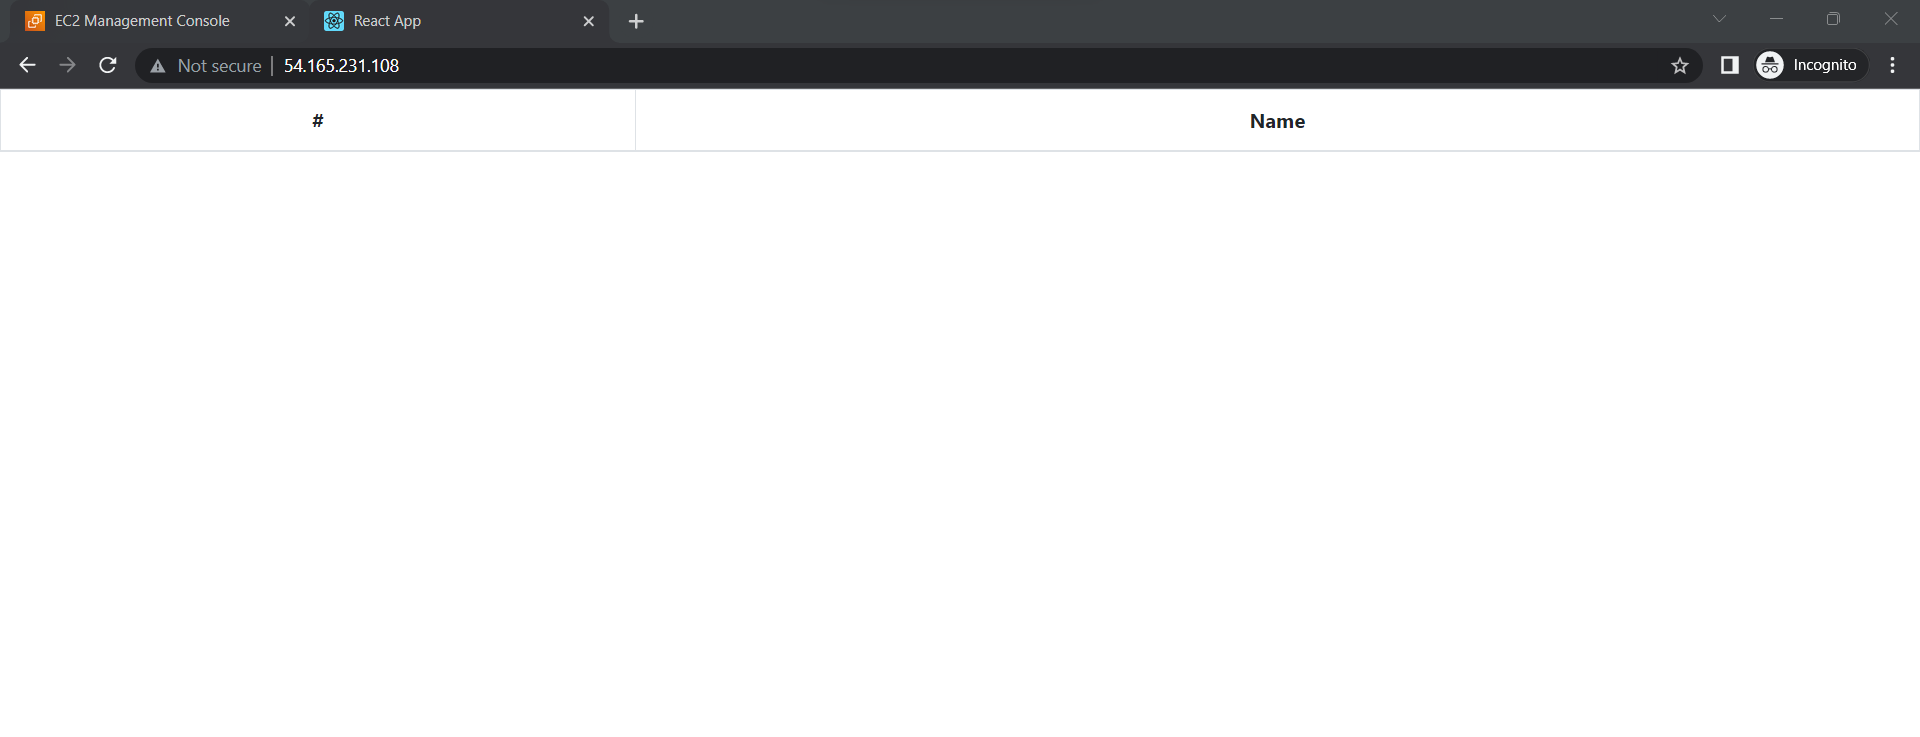 EC2 Management Console
React App
Not secure
54.165.231.108
Incognito
# Name